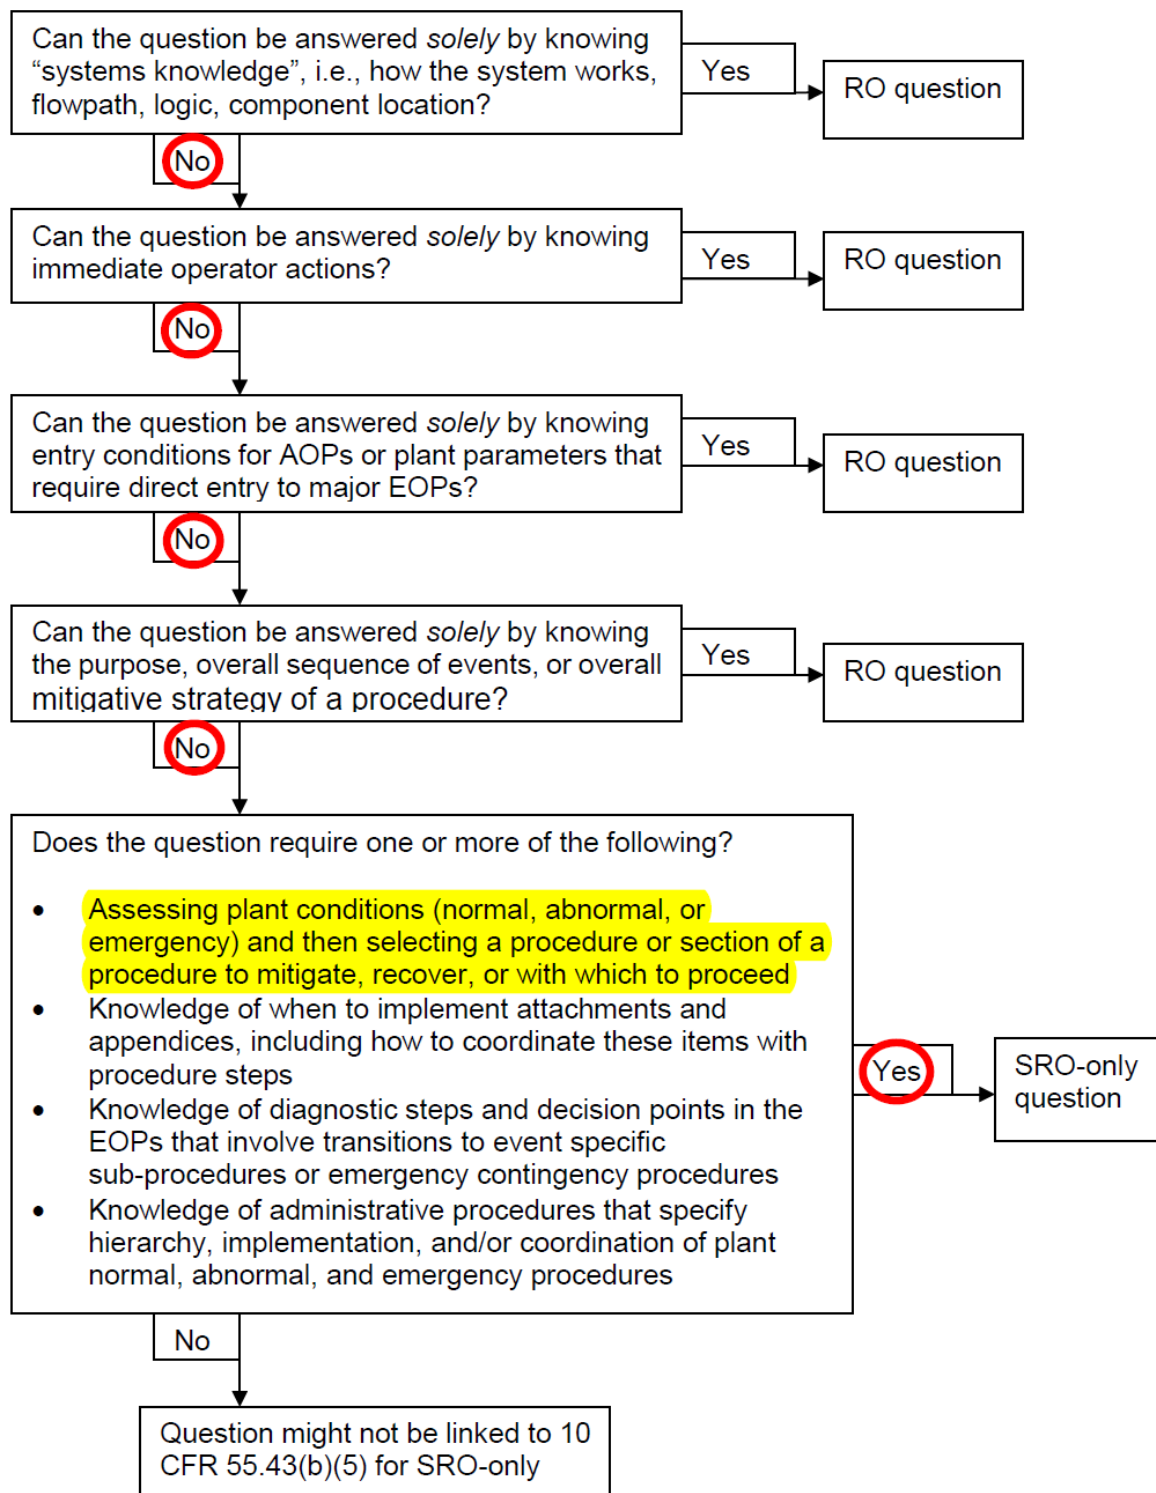 Can the question be answered solely by knowing
“systems knowledge”, i.e., how the system works,
flowpath, logic, component location?
Yes
RO question
No
Can the question be answered solely by knowing
immediate operator actions?
Yes
RO question
No
Can the question be answered solely by knowing
entry conditions for AOPs or plant parameters that
require direct entry to major EOPs?
Yes
RO question
No
Can the question be answered solely by knowing
the purpose, overall sequence of events, or overall
mitigative strategy of a procedure?
Yes
RO question
No
Does the question require one or more of the following?
• Assessing plant conditions (normal, abnormal, or
emergency) and then selecting a procedure or section of a
procedure to mitigate, recover, or with which to proceed
• Knowledge of when to implement attachments and
appendices, including how to coordinate these items with
procedure steps
• Knowledge of diagnostic steps and decision points in the
EOPs that involve transitions to event specific
sub-procedures or emergency contingency procedures
• Knowledge of administrative procedures that specify
hierarchy, implementation, and/or coordination of plant
normal, abnormal, and emergency procedures
Yes
SRO-only
question
No
Question might not be linked to 10
CFR 55.43(b)(5) for SRO-only